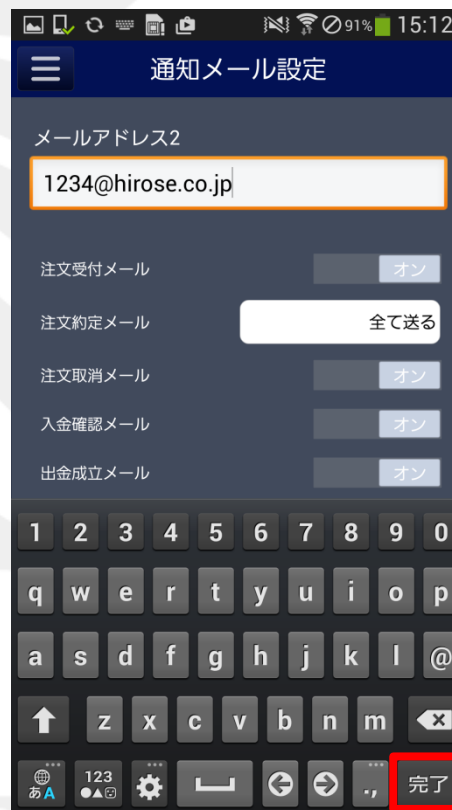 91% 15:12
通知メール設定
メールアドレス2
1234@hirose.co.jp
注文受付メール オン
注文約定メール 全て送る
注文取消メール オン
入金確認メール オン
出金成立メール オン
1 2 3 4 5 6 7 8 9 0
q w e r t y u i o p
a s d f g h j k l @
z x c v b n m
あA 123 ., 完了